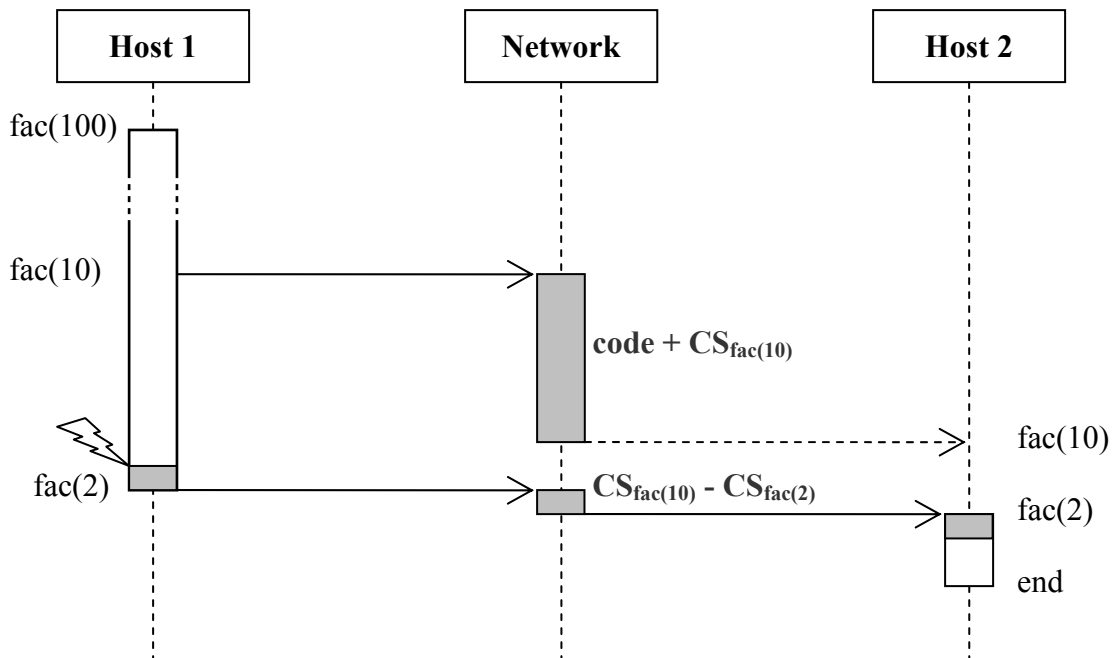 Host 1
Network
Host 2
fac(100)
fac(10)
code + CSfac(10)
fac(10)
fac(2)
CSfac(10) - CSfac(2)
fac(2)
end